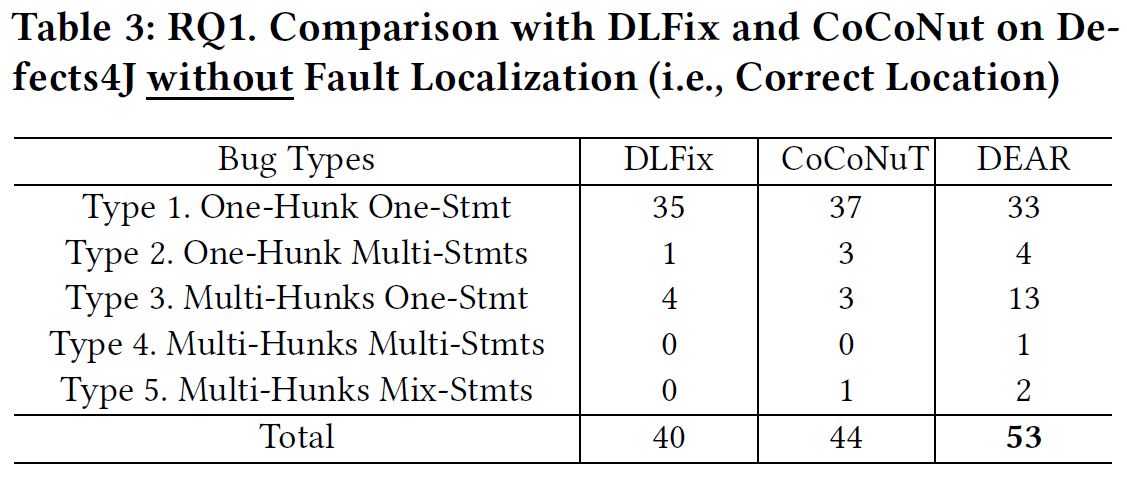 Table 3: RQ1. Comparison with DLFix and CoCoNut on De-
fects4J without Fault Localization (i.e., Correct Location)
Bug Types DLFix CoCoNuT DEAR
Type 1. One-Hunk One-Stmt 35 37 33
Type 2. One-Hunk Multi-Stmts 1 3 4
Type 3. Multi-Hunks One-Stmt 4 3 13
Type 4. Multi-Hunks Multi-Stmts 0 0 1
Type 5. Multi-Hunks Mix-Stmts 0 1 2
Total 40 44 53